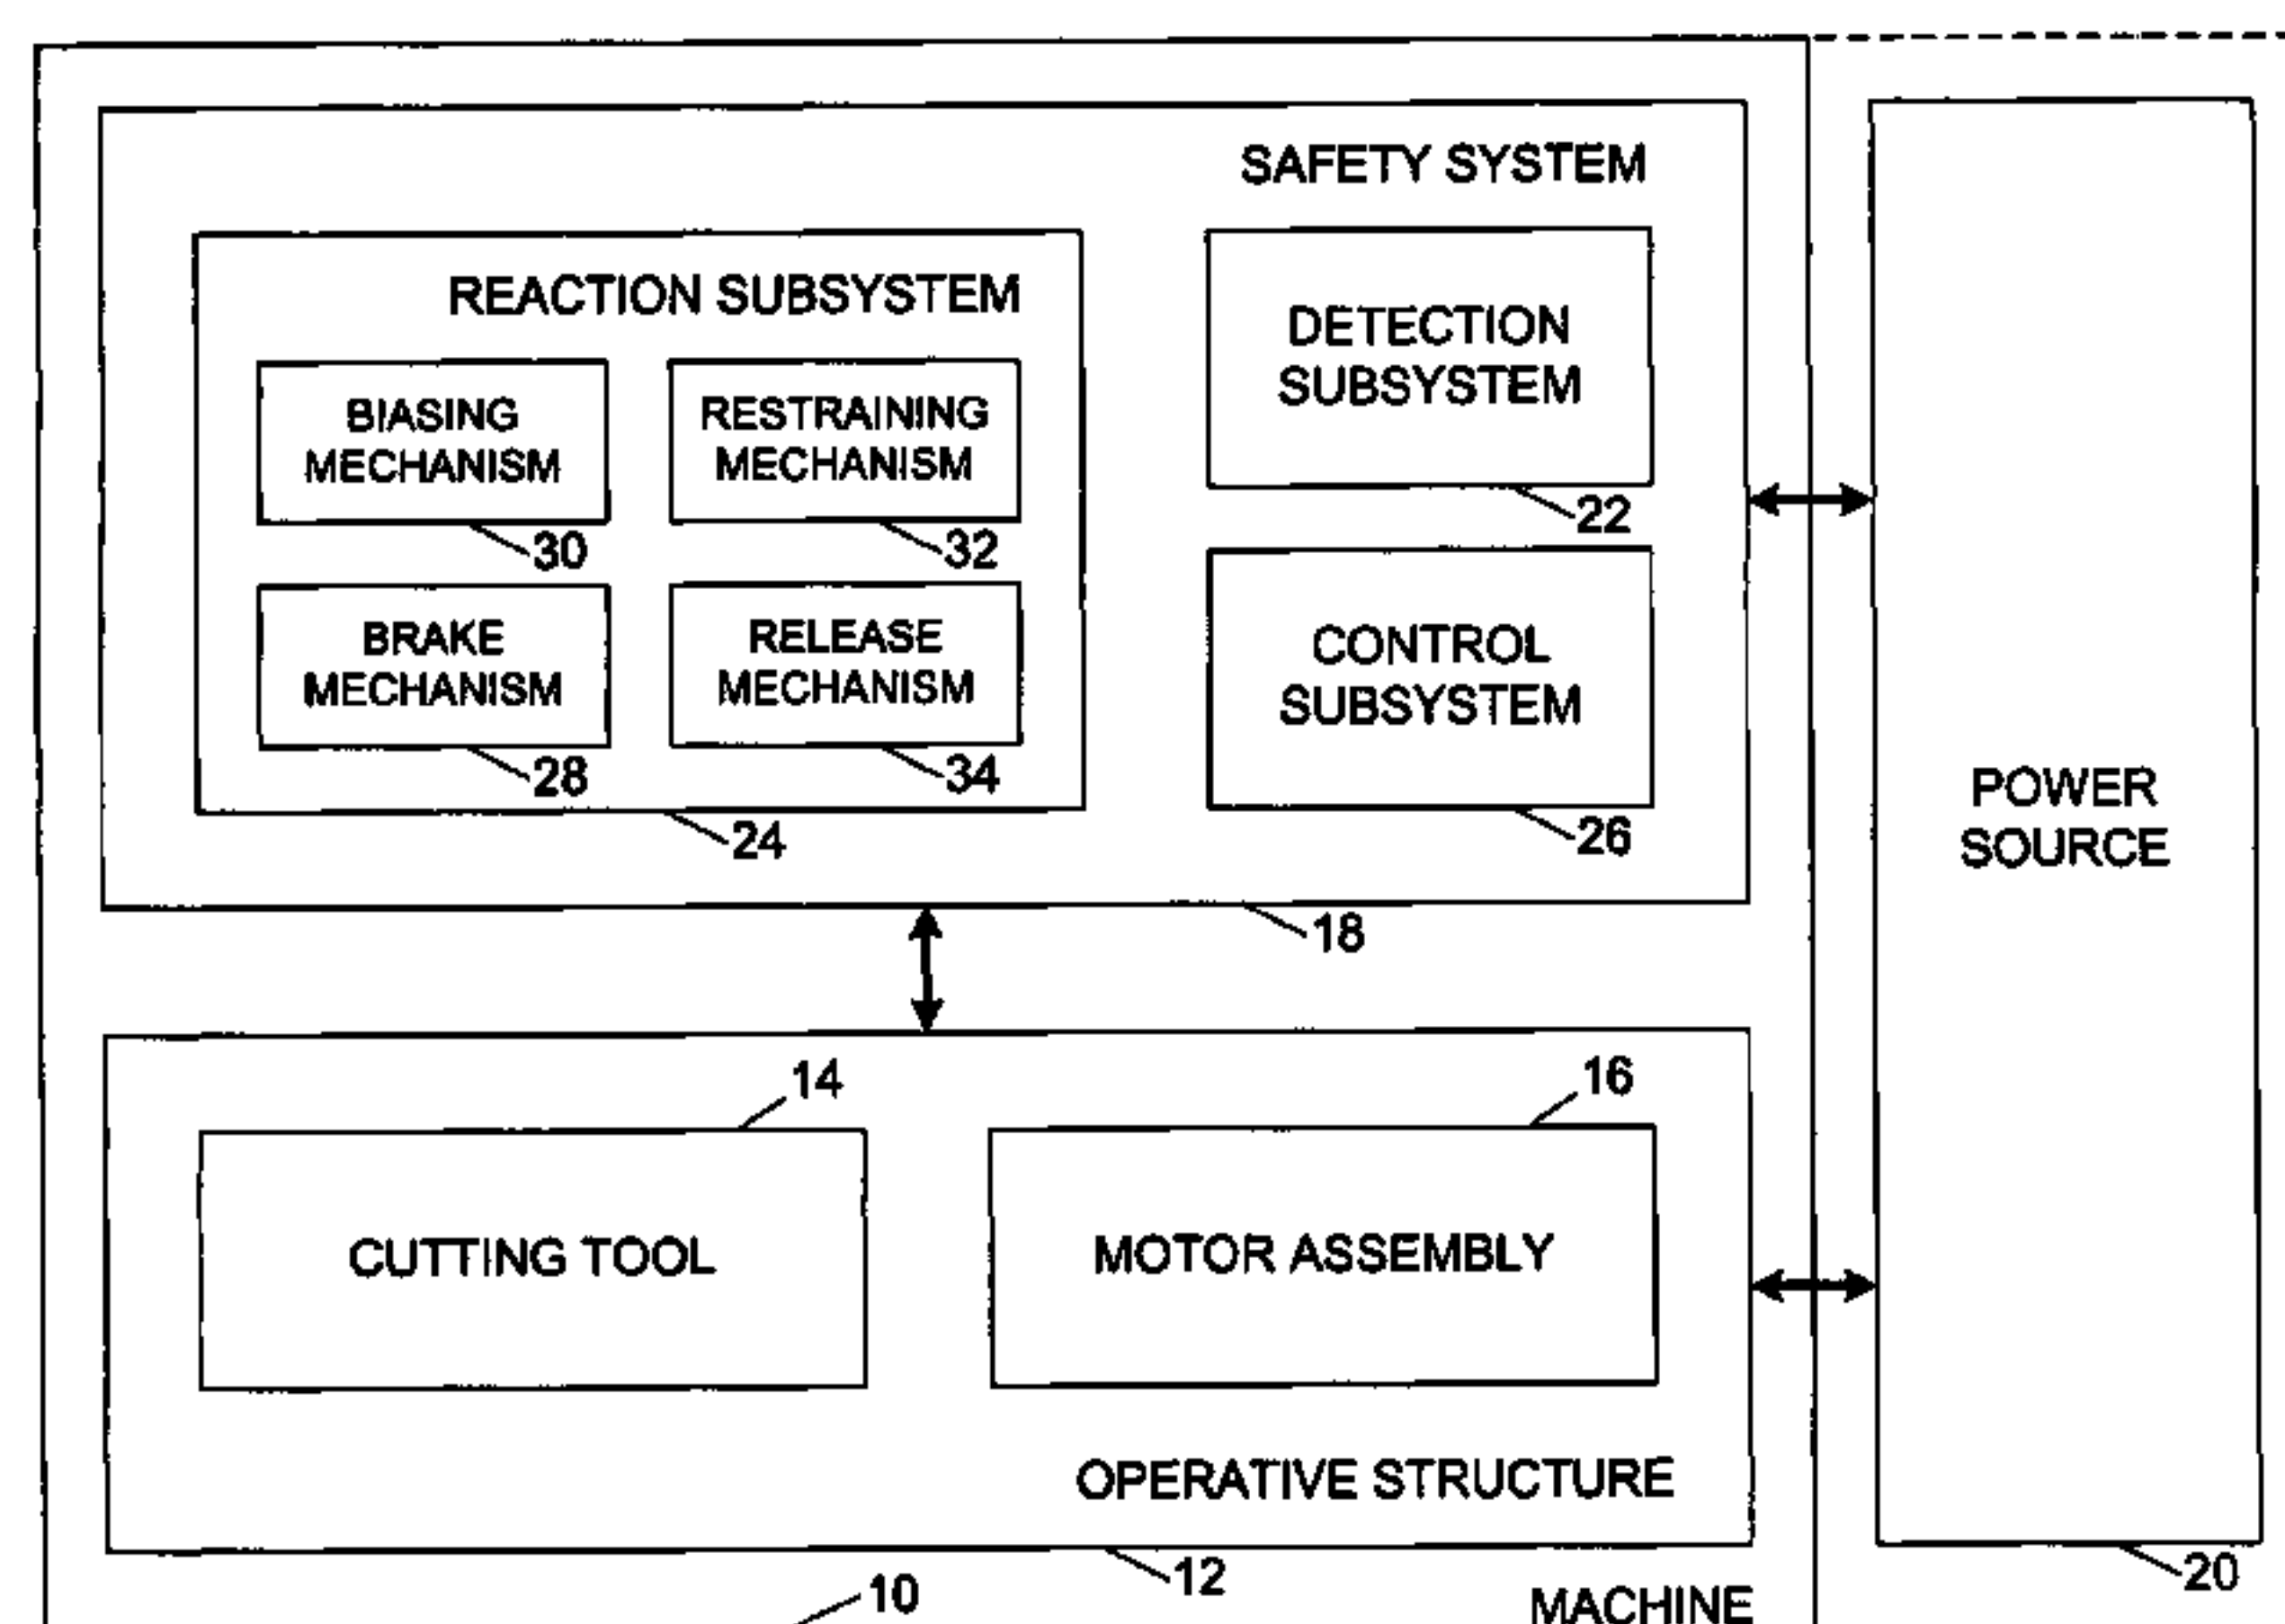 SAFETY SYSTEM
REACTION SUBSYSTEM
BIASING
MECHANISM
30
RESTRAINING
MECHANISM
32
BRAKE
MECHANISM
28
RELEASE
MECHANISM
34
24
DETECTION
SUBSYSTEM
22
CONTROL
SUBSYSTEM
26
18
POWER
SOURCE
20
14
CUTTING TOOL
16
MOTOR ASSEMBLY
OPERATIVE STRUCTURE
12
10
MACHINE